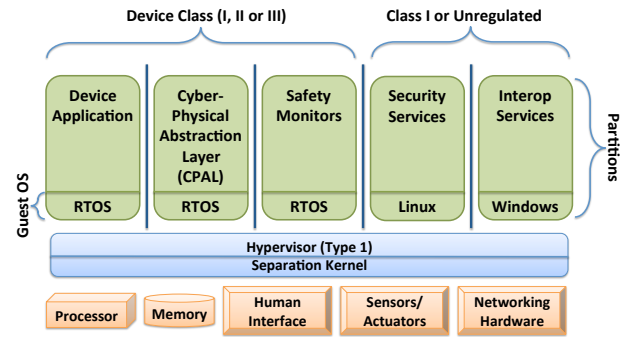 Device Class (I, II or III)
Class I or Unregulated
Device
Application
Cyber-
Physical
Abstraction
Layer
(CPAL)
Safety
Monitors
Security
Services
Interop
Services
Partitions
Guest OS
RTOS
RTOS
RTOS
Linux
Windows
Hypervisor (Type 1)
Separation Kernel
Processor
Memory
Human
Interface
Sensors/
Actuators
Networking
Hardware